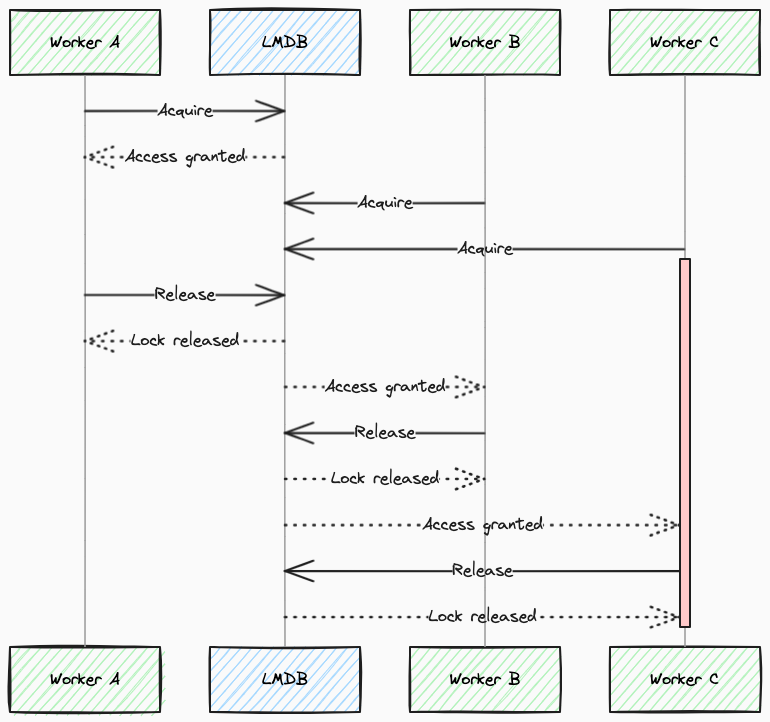 Worker A
LMDB
Worker B
Worker C
Acquire
Access granted
Acquire
Acquire
Release
Lock released
Access granted
Release
Lock released
Access granted
Release
Lock released
Worker A
LMDB
Worker B
Worker C